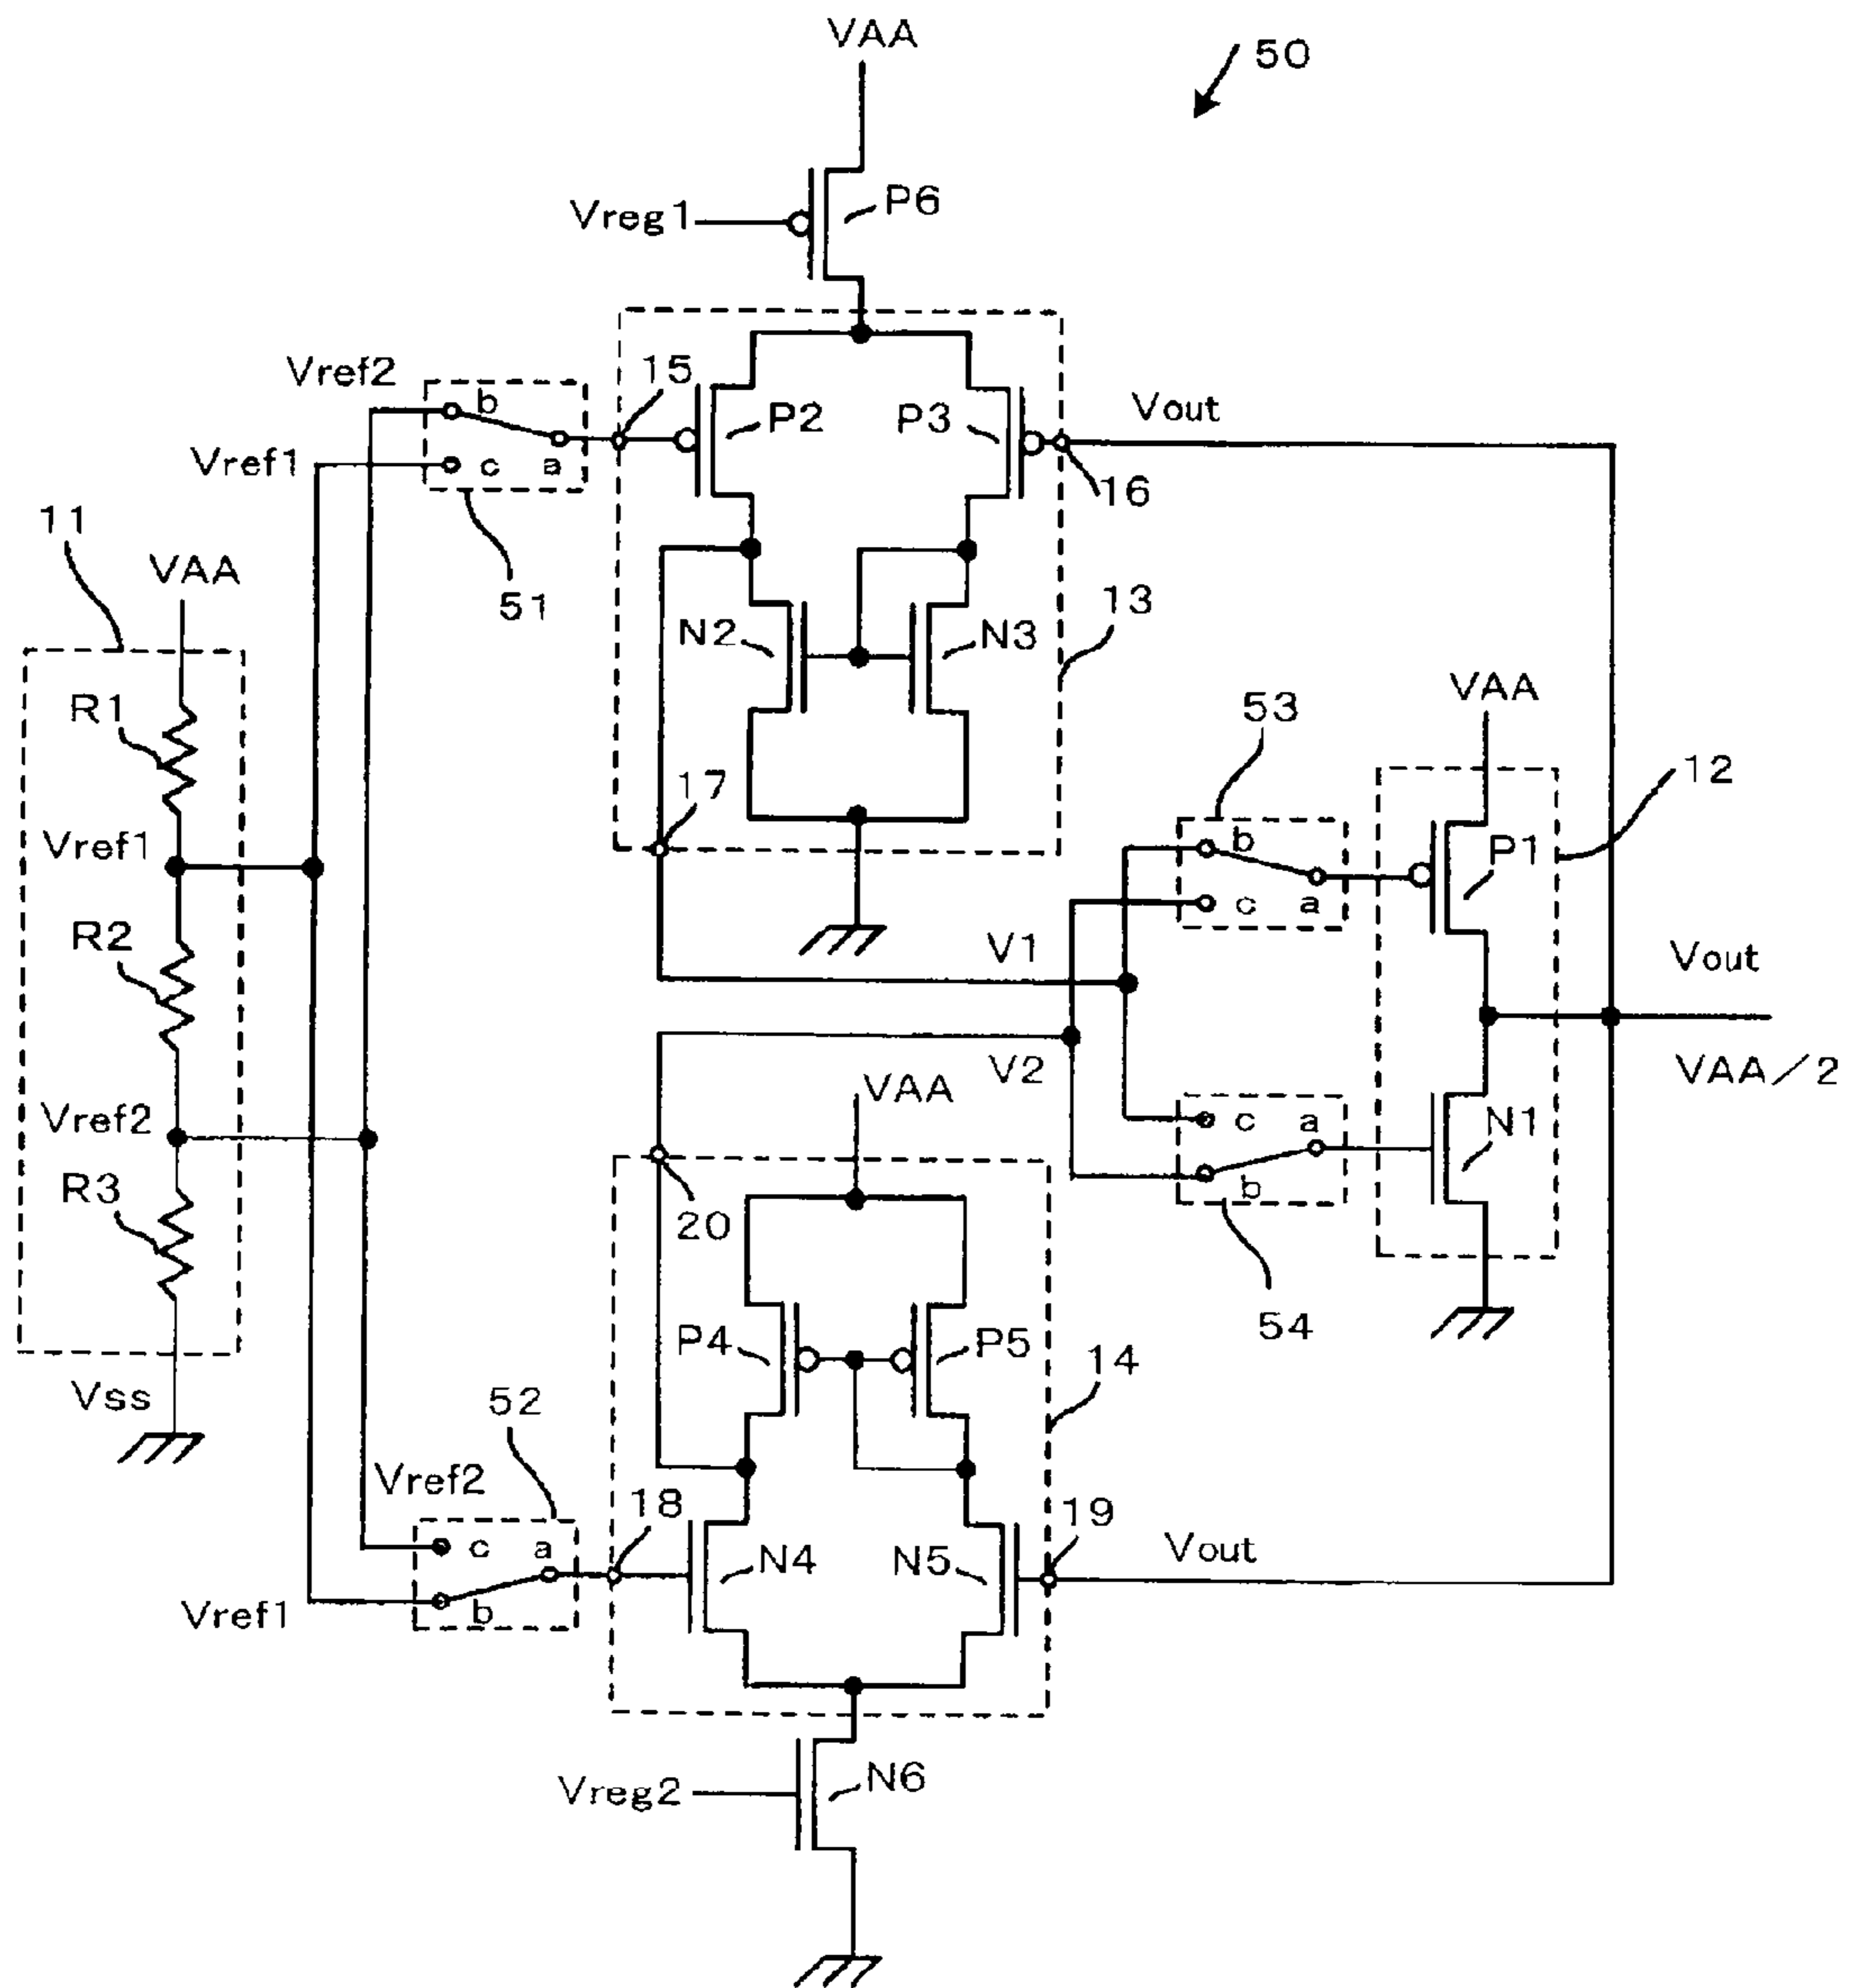 VAA
50
Vreg1
P6
Vref2
b
15
P2
P3
Vout
Vref1
c
a
16
11
VAA
51
N2
N3
13
R1
VAA
53
12
17
Vref1
b
P1
c
a
R2
V1
Vout
V2
VAA/2
VAA
Vref2
c
a
N1
R3
20
b
54
P4
P5
14
Vss
52
Vref2
18
19
c
a
N4
N5
Vout
Vref1
b
Vreg2
N6